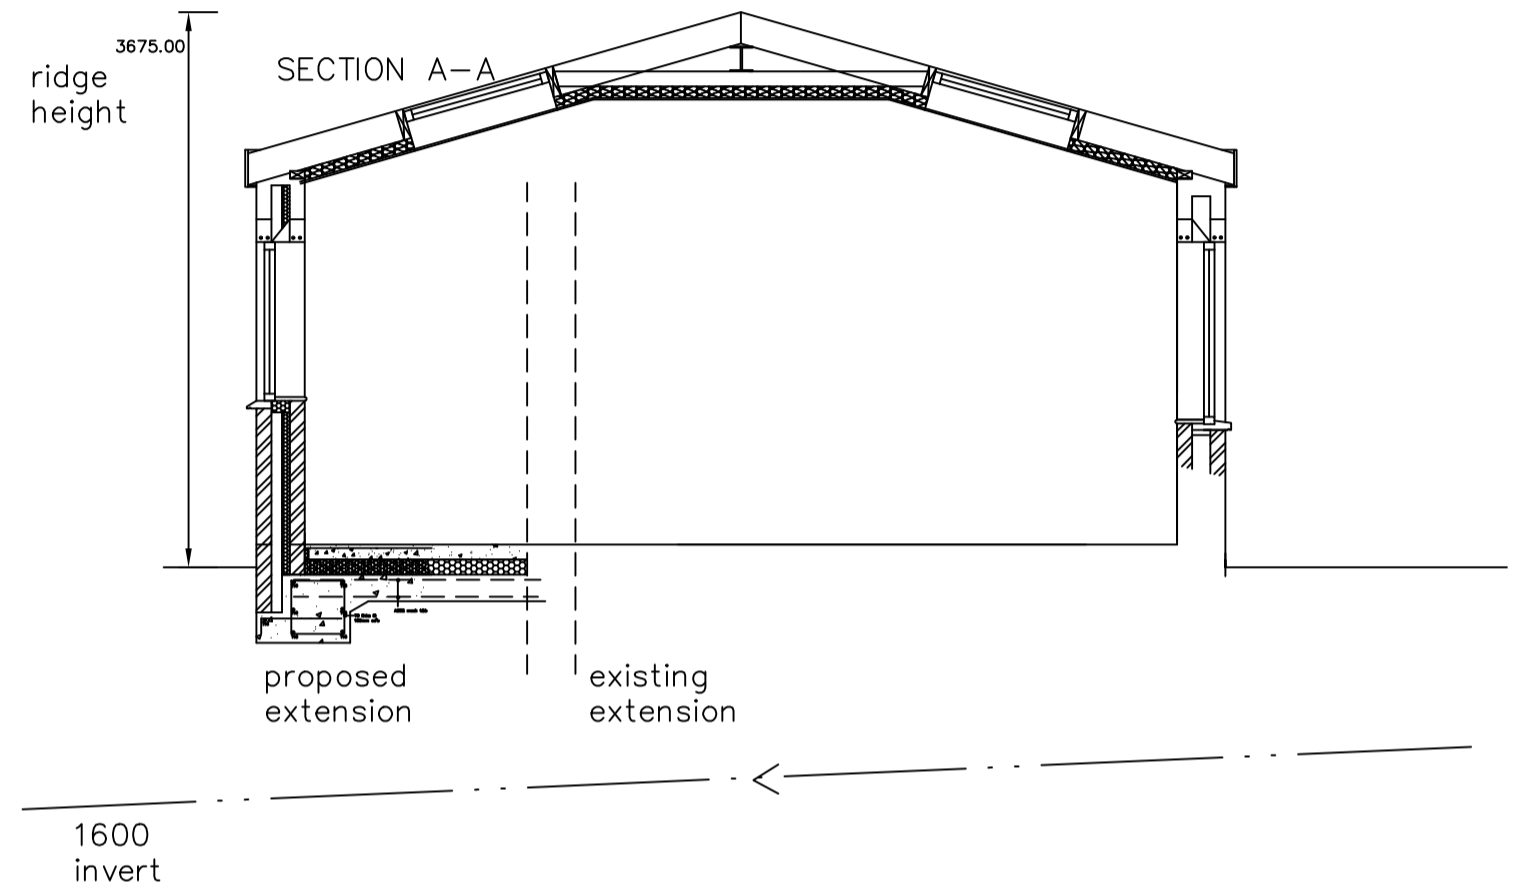 3675.00
ridge
height
SECTION A-A
proposed
extension
existing
extension
1600
invert